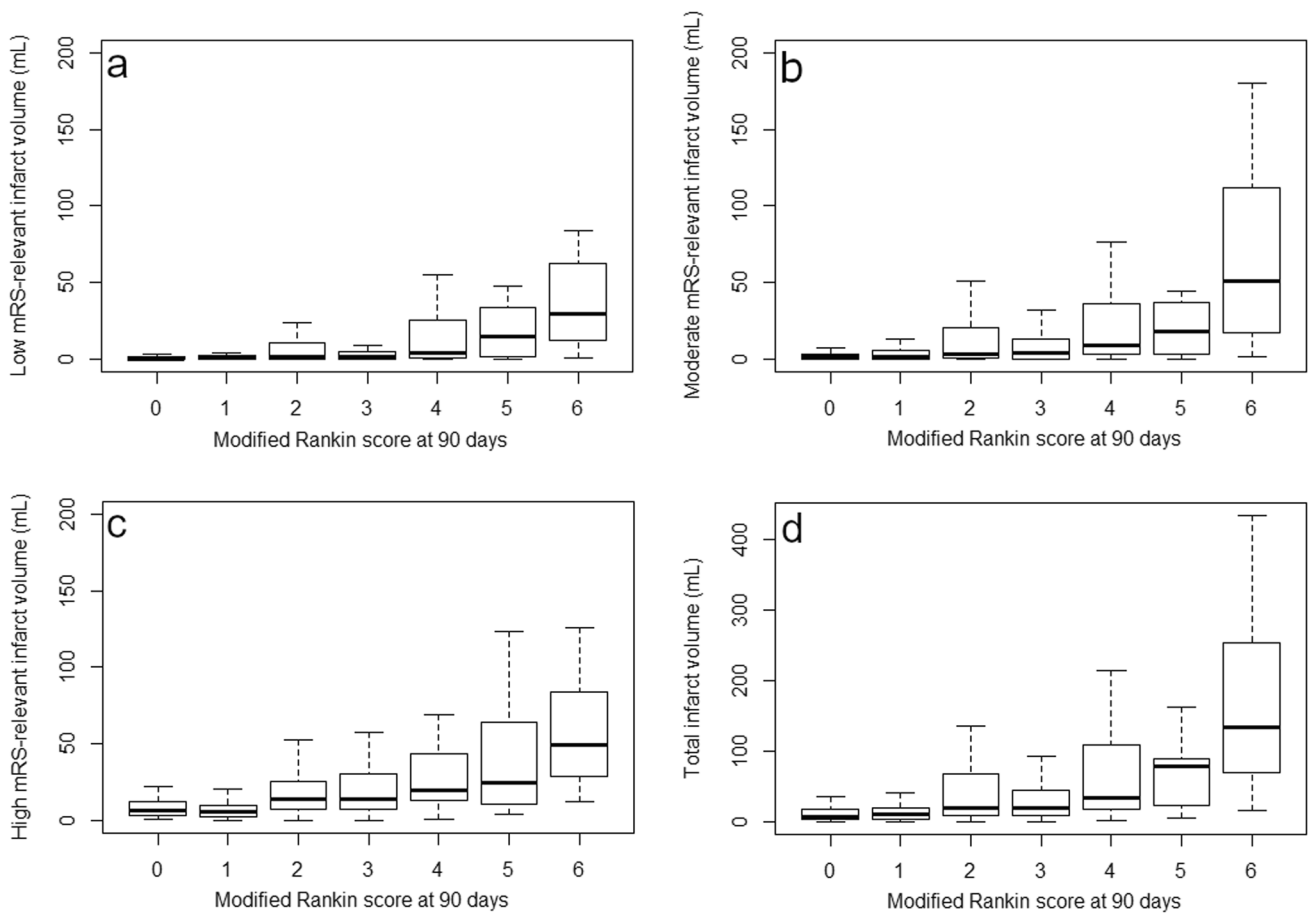 a
Low mRS-relevant infarct volume (mL)
200
150
100
50
0
0 1 2 3 4 5 6
Modified Rankin score at 90 days
b
Moderate mRS-relevant infarct volume (mL)
200
150
100
50
0
0 1 2 3 4 5 6
Modified Rankin score at 90 days
c
High mRS-relevant infarct volume (mL)
200
150
100
50
0
0 1 2 3 4 5 6
Modified Rankin score at 90 days
d
Total infarct volume (mL)
400
300
200
100
0
0 1 2 3 4 5 6
Modified Rankin score at 90 days